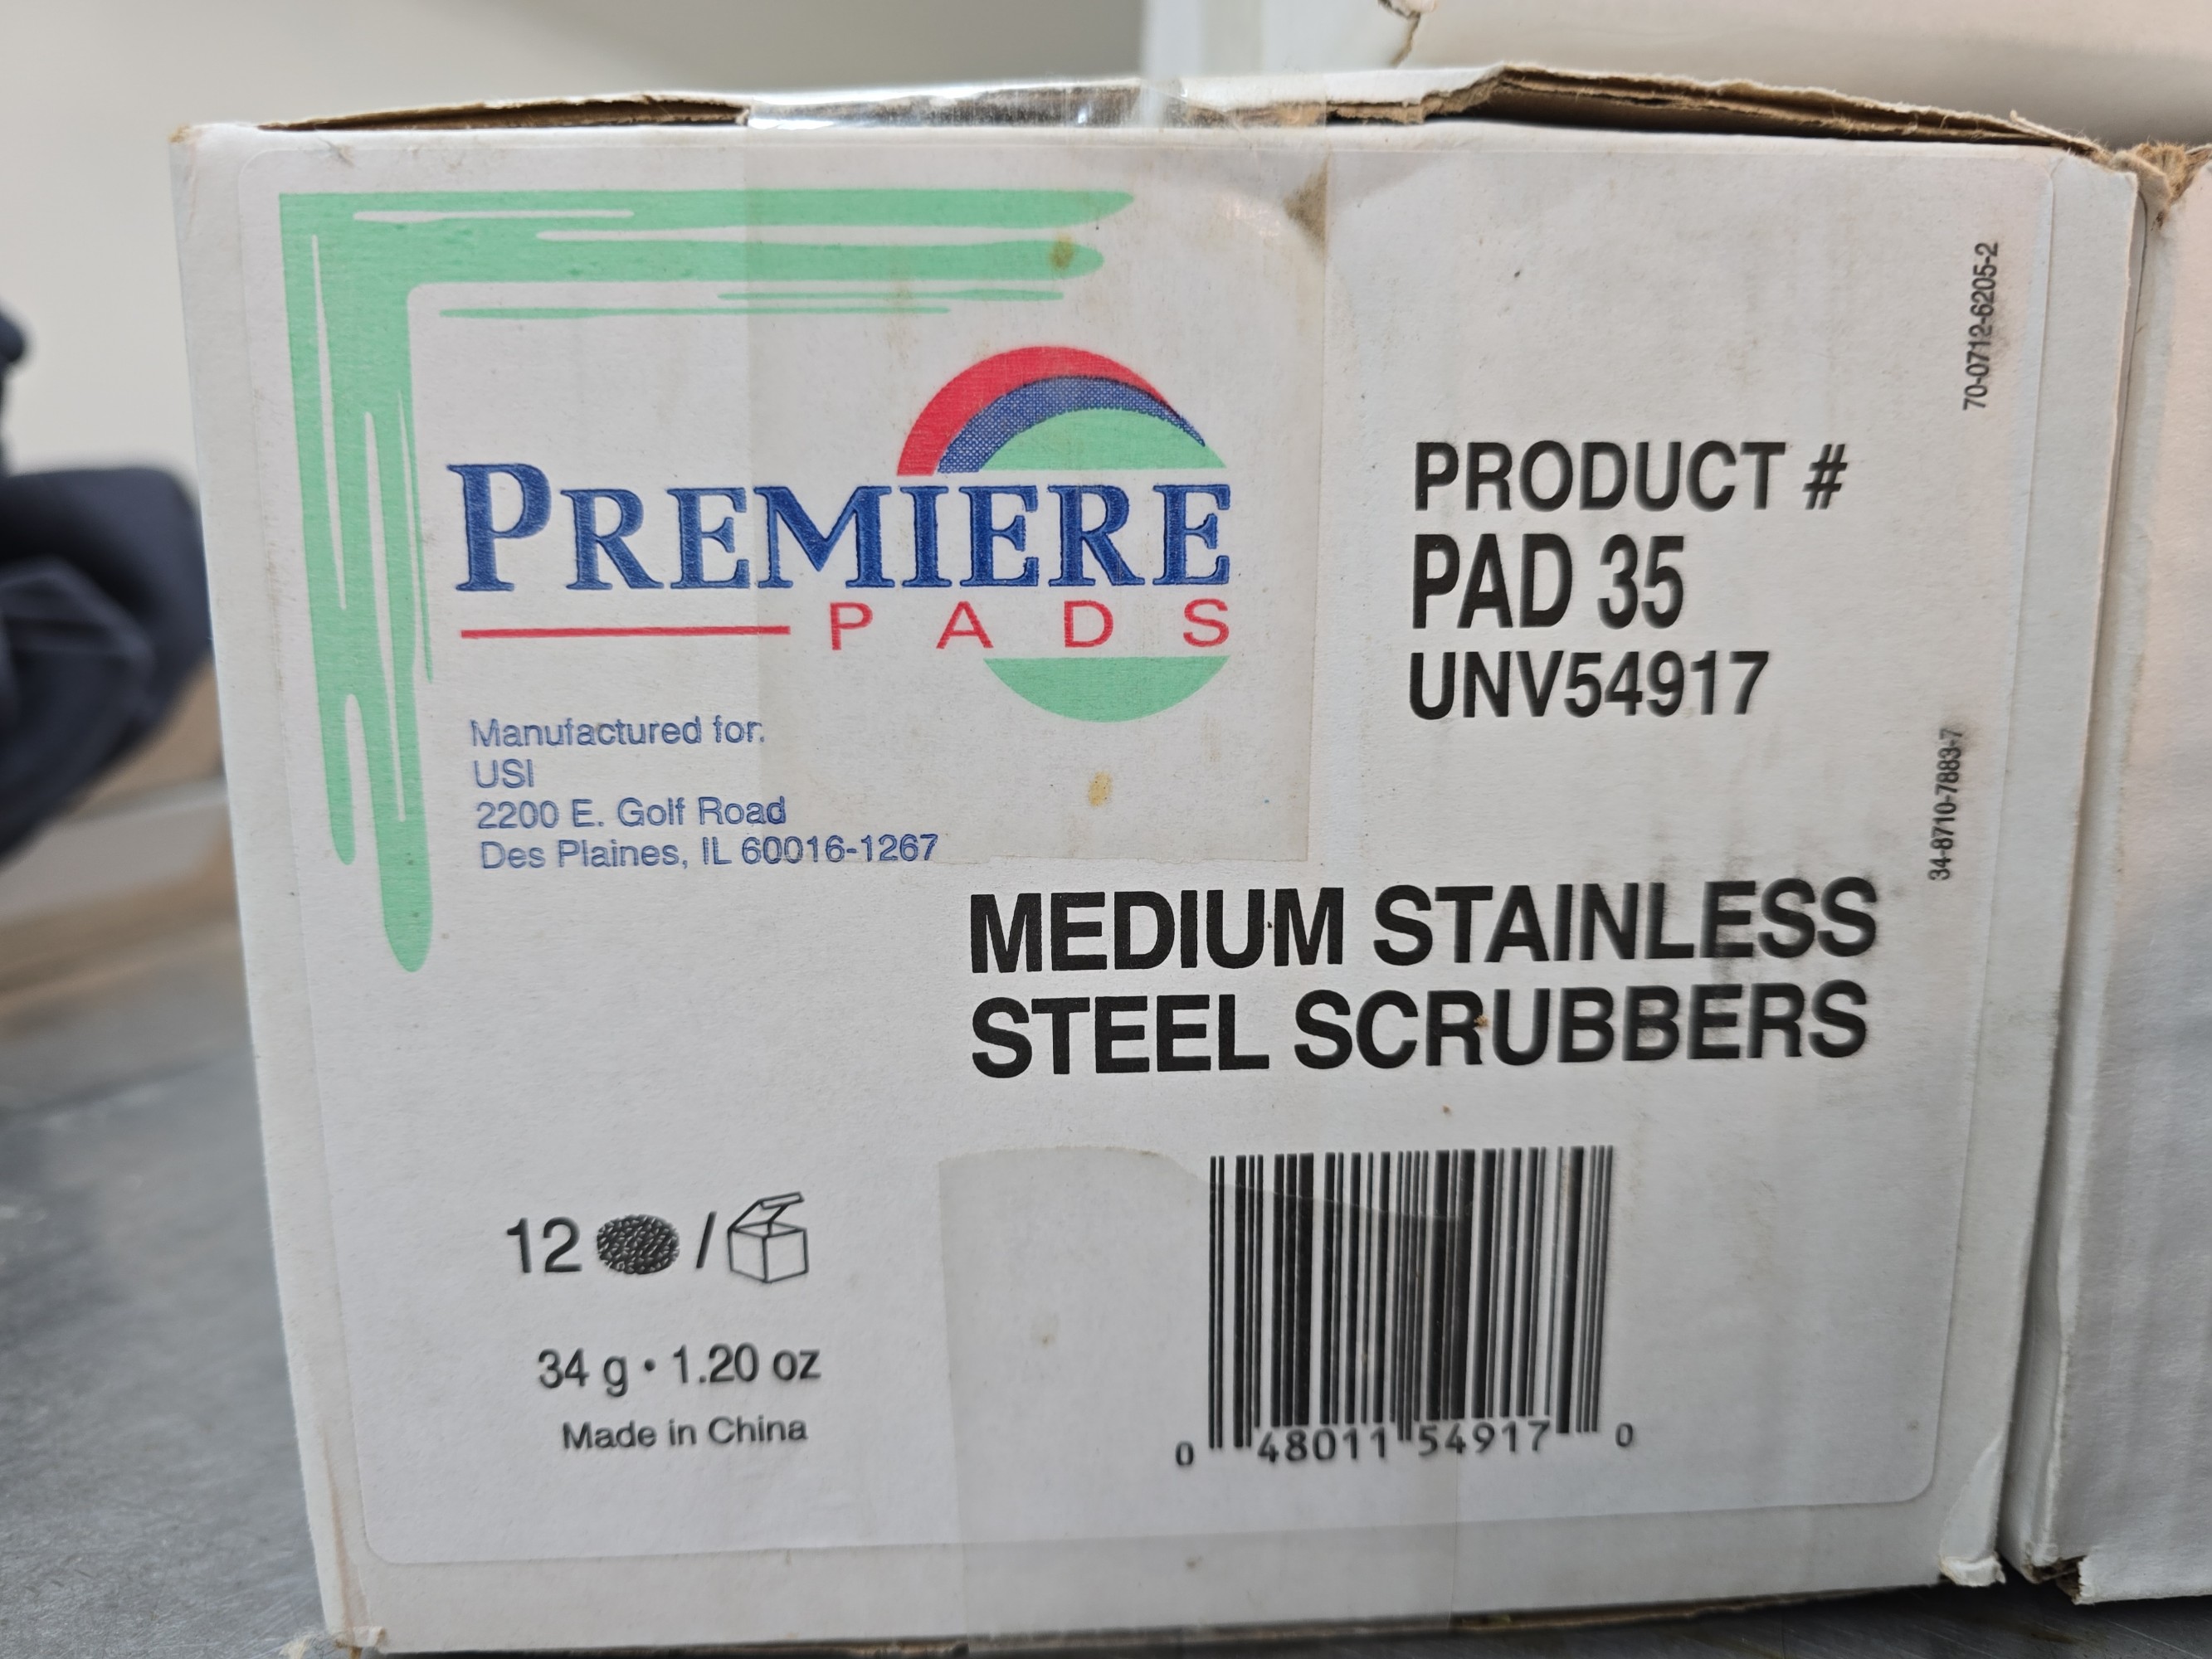 PREMIERE
PADS
Manufactured for:
USI
2200 E. Golf Road
Des Plaines, IL 60016-1267
PRODUCT #
PAD 35
UNV54917
70-0712-6205-2
34-8710-7883-7
MEDIUM STAINLESS
STEEL SCRUBBERS
12 /
34 g • 1.20 oz
Made in China
0 48011 54917 0